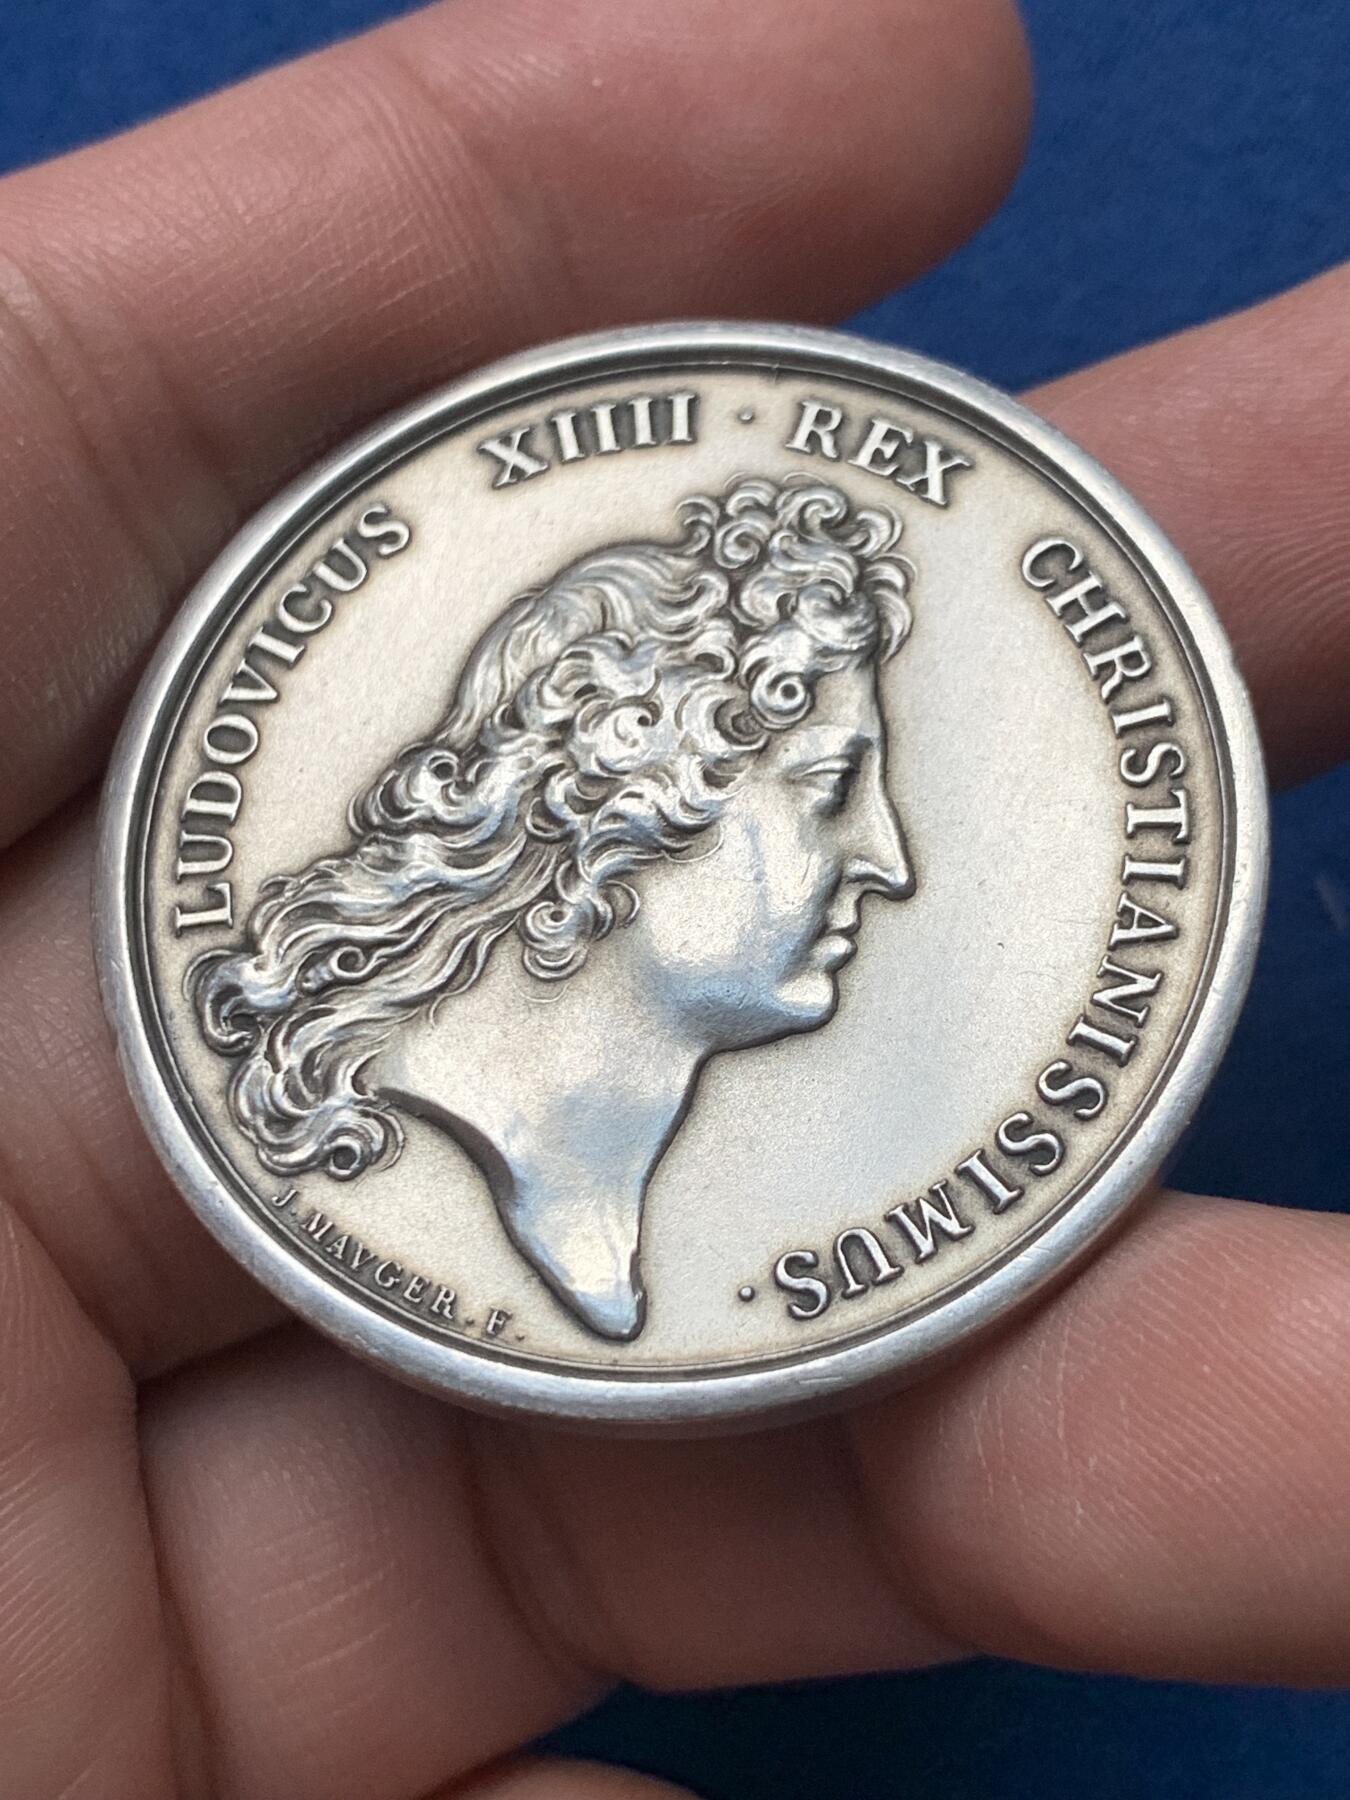 LUDOVICUS XIIII · REX CHRISTIANISSIMUS ·
J. MAVGER. F.